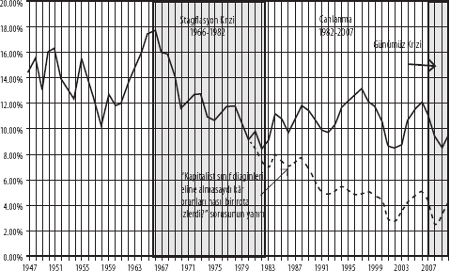 20.00%
18.00%
16.00%
14.00%
12.00%
10.00%
8.00%
6.00%
4.00%
2.00%
0.00%
Stagflasyon Krizi
1966-1982
Canlanma
1982-2007
Günümüz Krizi
"Kapitalist sınıf dizginleri
eline almasaydı kâr
oranları nasıl bir rota
izlerdi?" sorusunun yanıtı
1947 1951 1955 1959 1963 1967 1971 1975 1979 1983 1987 1991 1995 1999 2003 2007